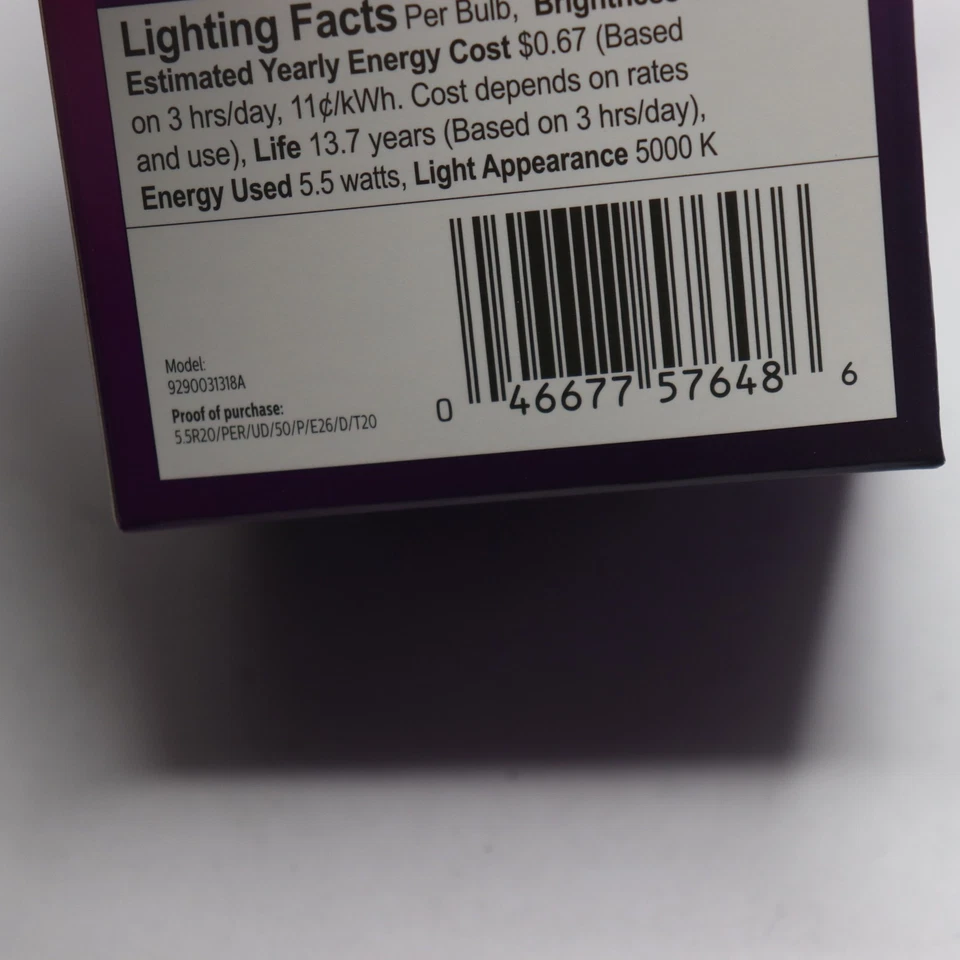 Lighting Facts Per Bulb, Brightness
Estimated Yearly Energy Cost $0.67 (Based
on 3 hrs/day, 11¢/kWh. Cost depends on rates
and use), Life 13.7 years (Based on 3 hrs/day),
Energy Used 5.5 watts, Light Appearance 5000 K
Model:
9290031318A
Proof of purchase:
5.5R20/PER/UD/50/P/E26/D/T20
0 46677 57648 6